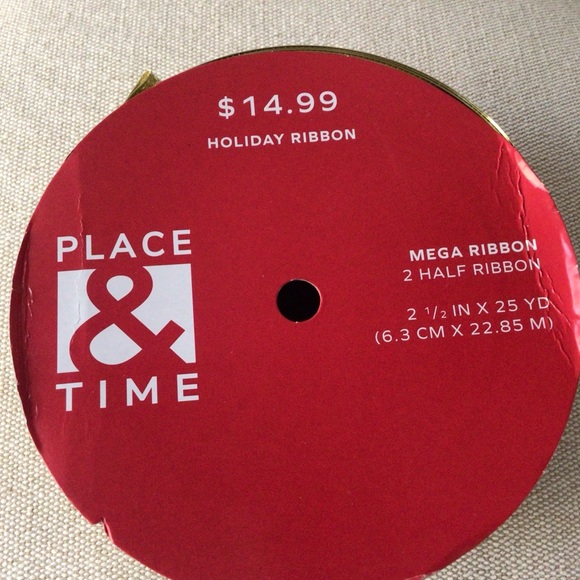 $14.99
HOLIDAY RIBBON
PLACE
&
TIME
MEGA RIBBON
2 HALF RIBBON
2 1/2 IN X 25 YD
(6.3 CM X 22.85 M)